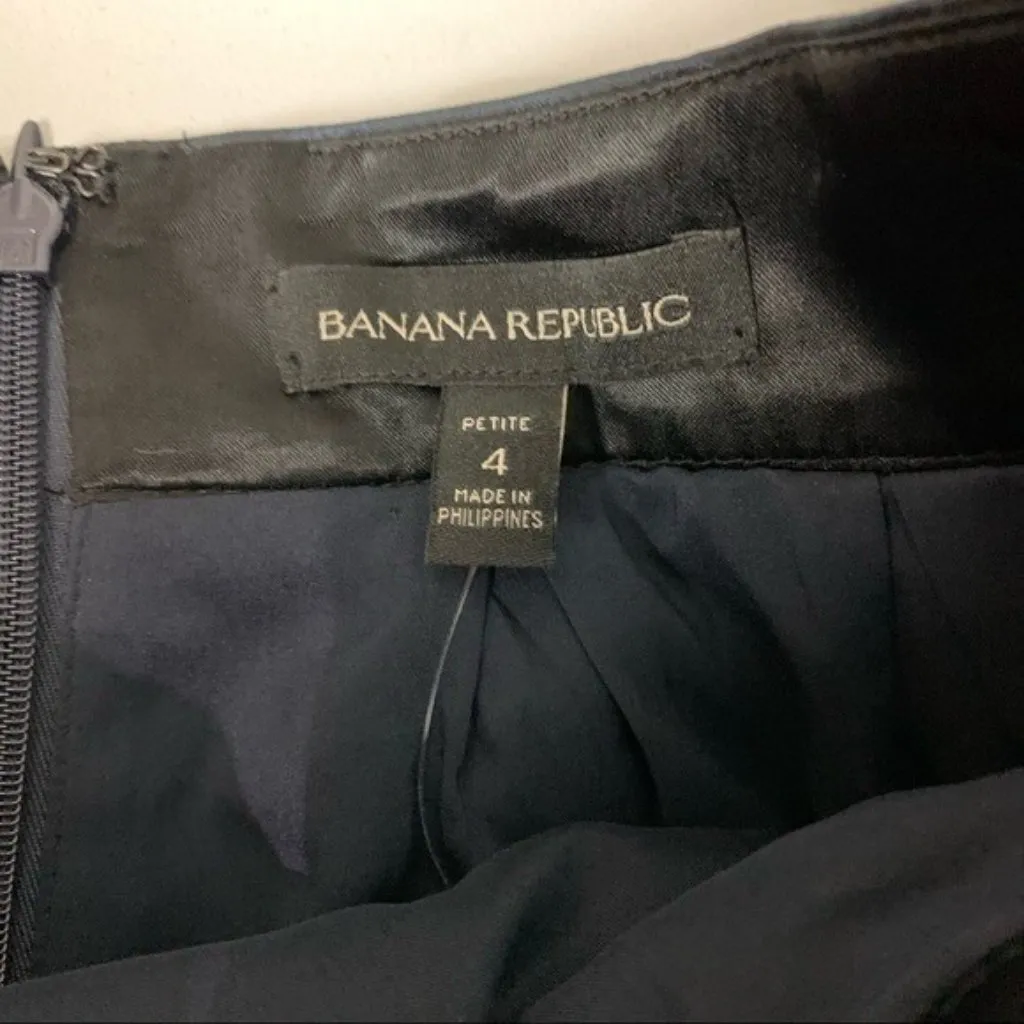 BANANA REPUBLIC
PETITE
4
MADE IN
PHILIPPINES